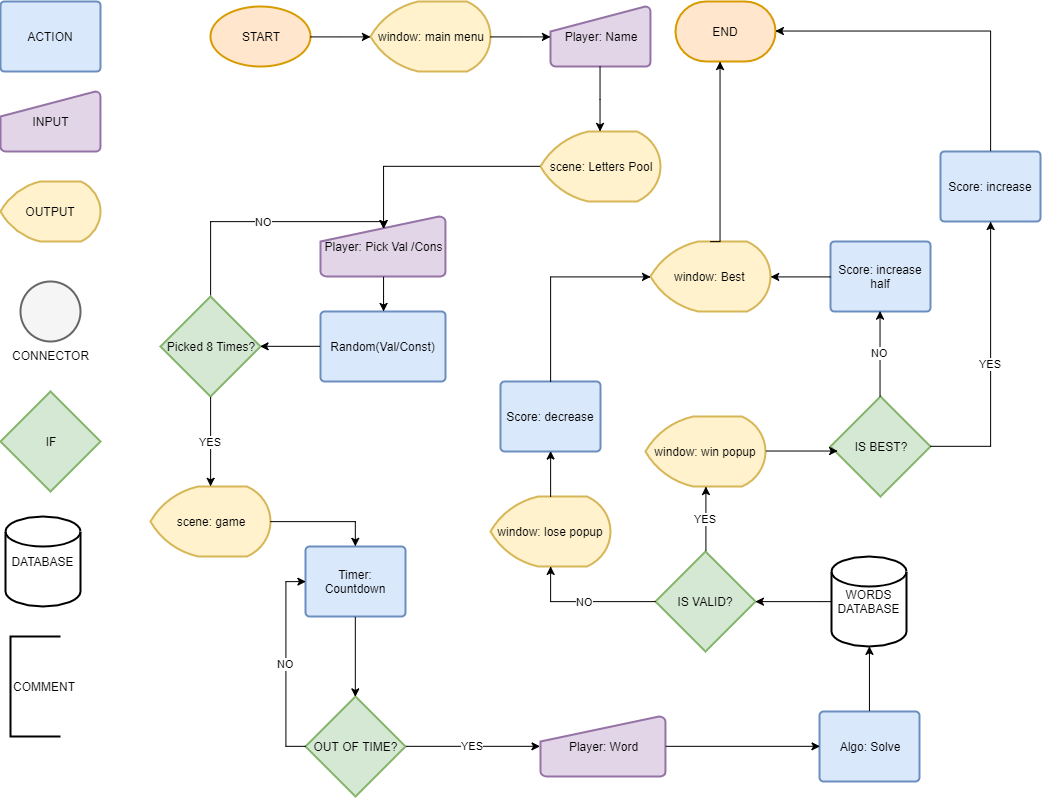 ACTION
INPUT
OUTPUT
CONNECTOR
IF
DATABASE
COMMENT
START
window: main menu
Player: Name
scene: Letters Pool
NO
Player: Pick Val /Cons
Random(Val/Const)
Picked 8 Times?
YES
scene: game
Timer:
Countdown
NO
OUT OF TIME?
YES
Player: Word
Algo: Solve
WORDS
DATABASE
IS VALID?
NO
window: lose popup
Score: decrease
YES
window: win popup
IS BEST?
NO
Score: increase
half
window: Best
YES
Score: increase
END